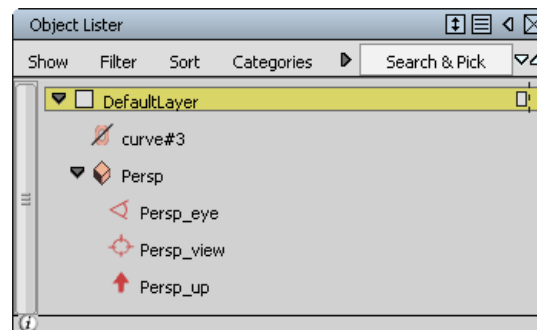 Object Lister
Show Filter Sort Categories Search & Pick
DefaultLayer
curve#3
Persp
Persp_eye
Persp_view
Persp_up
i